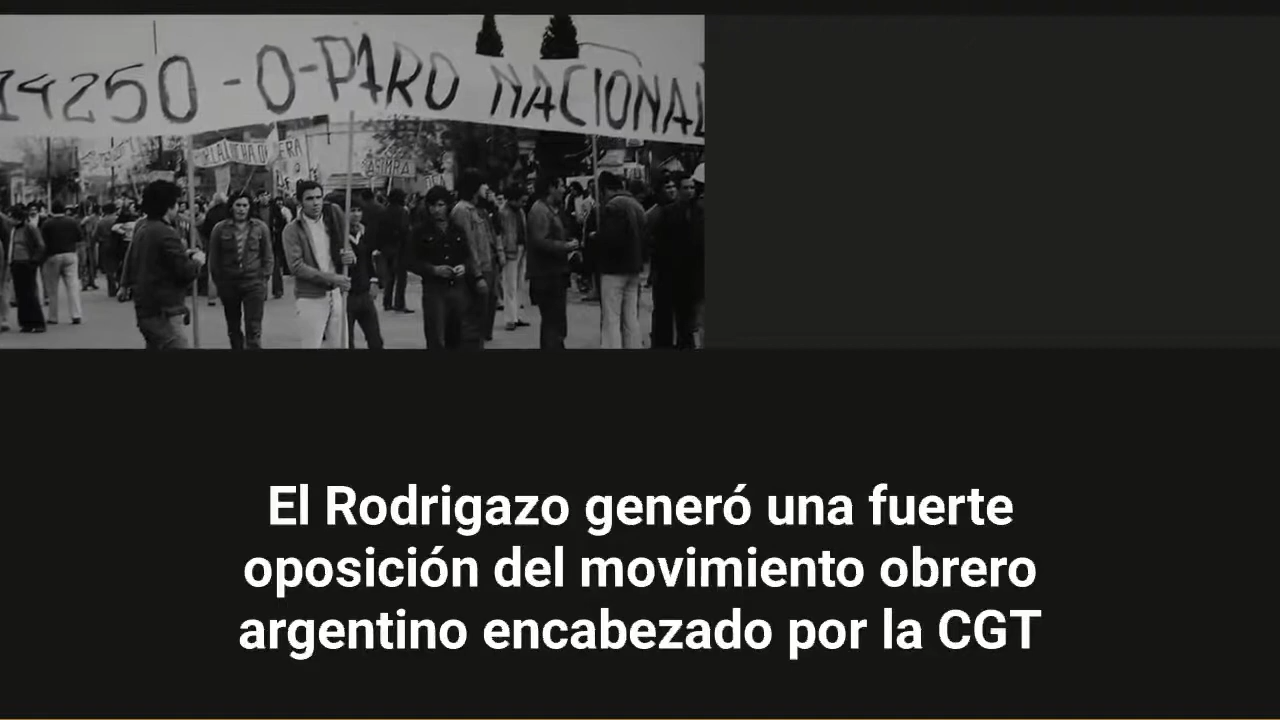 14250 - O - PARO NACIONAL
El Rodrigazo generó una fuerte
oposición del movimiento obrero
argentino encabezado por la CGT